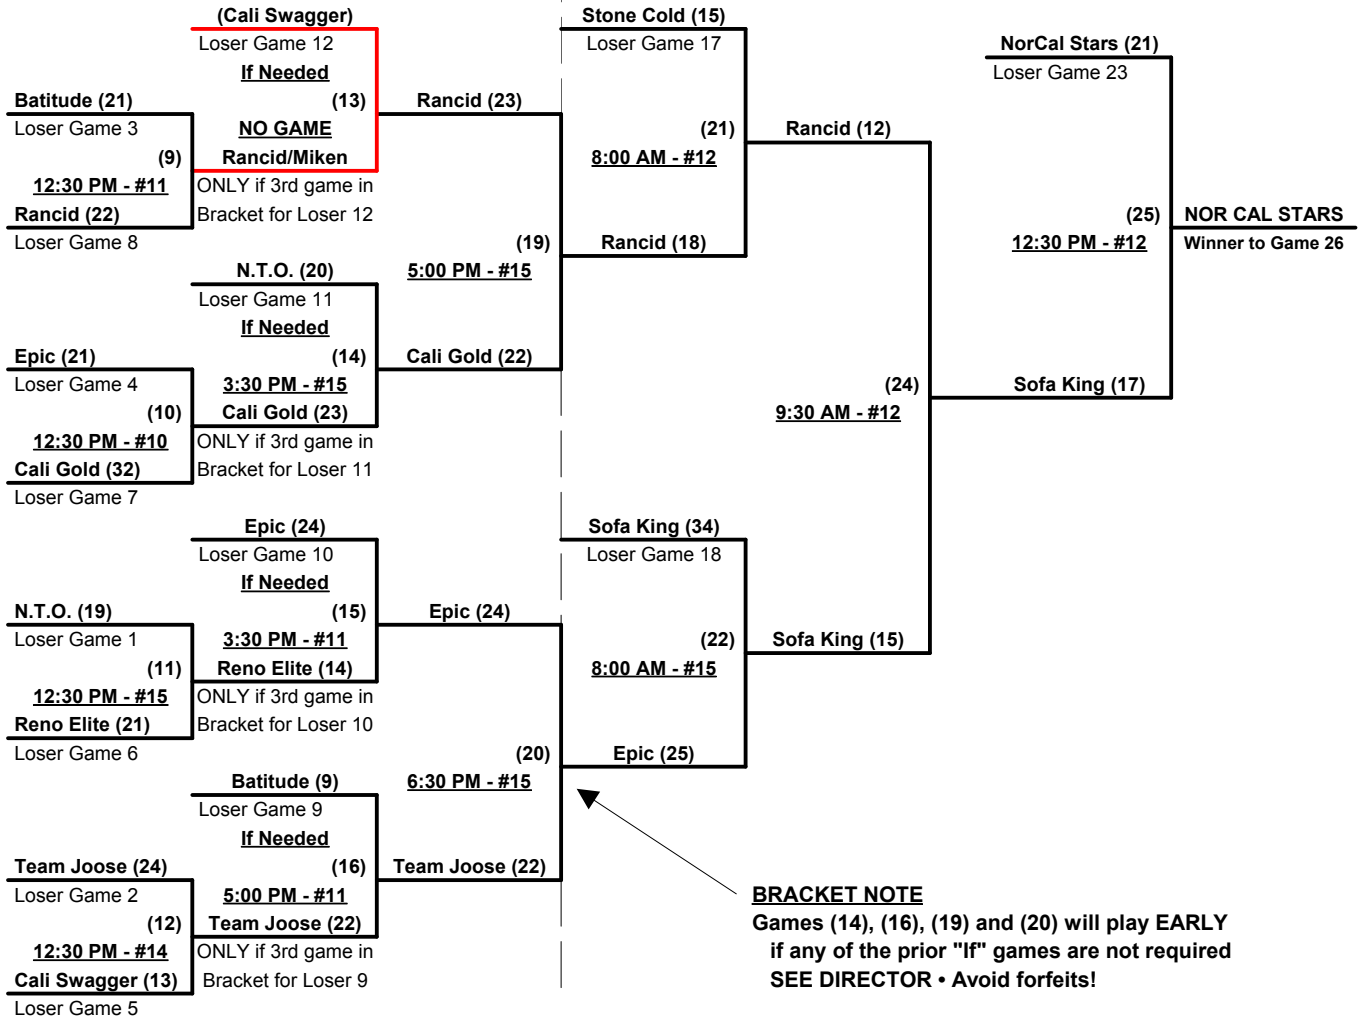 (Cali Swagger)
Loser Game 12
If Needed
(13)
NO GAME
Rancid/Miken
ONLY if 3rd game in
Bracket for Loser 12
Batitude (21)
Loser Game 3
(9)
12:30 PM - #11
Rancid (22)
Loser Game 8
N.T.O. (20)
Loser Game 11
If Needed
(14)
3:30 PM - #15
Cali Gold (23)
ONLY if 3rd game in
Bracket for Loser 11
Epic (21)
Loser Game 4
(10)
12:30 PM - #10
Cali Gold (32)
Loser Game 7
Epic (24)
Loser Game 10
If Needed
(15)
3:30 PM - #11
Reno Elite (14)
ONLY if 3rd game in
Bracket for Loser 10
N.T.O. (19)
Loser Game 1
(11)
12:30 PM - #15
Reno Elite (21)
Loser Game 6
Batitude (9)
Loser Game 9
If Needed
(16)
5:00 PM - #11
Team Joose (22)
ONLY if 3rd game in
Bracket for Loser 9
Team Joose (24)
Loser Game 2
(12)
12:30 PM - #14
Cali Swagger (13)
Loser Game 5
Rancid (23)
(19)
5:00 PM - #15
Cali Gold (22)
Epic (24)
(20)
6:30 PM - #15
Team Joose (22)
Stone Cold (15)
Loser Game 17
(21)
8:00 AM - #12
Rancid (18)
Sofa King (34)
Loser Game 18
(22)
8:00 AM - #15
Epic (25)
Rancid (12)
(24)
9:30 AM - #12
Sofa King (15)
NorCal Stars (21)
Loser Game 23
(25)
12:30 PM - #12
Sofa King (17)
NOR CAL STARS
Winner to Game 26
BRACKET NOTE
Games (14), (16), (19) and (20) will play EARLY
if any of the prior "If" games are not required
SEE DIRECTOR • Avoid forfeits!